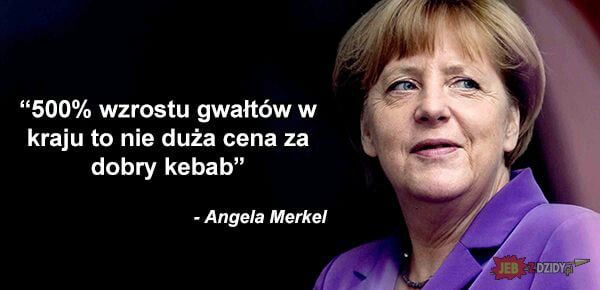 “500% wzrostu gwałtów w
kraju to nie duża cena za
dobry kebab”
- Angela Merkel
JEB Z DZIDY.pl